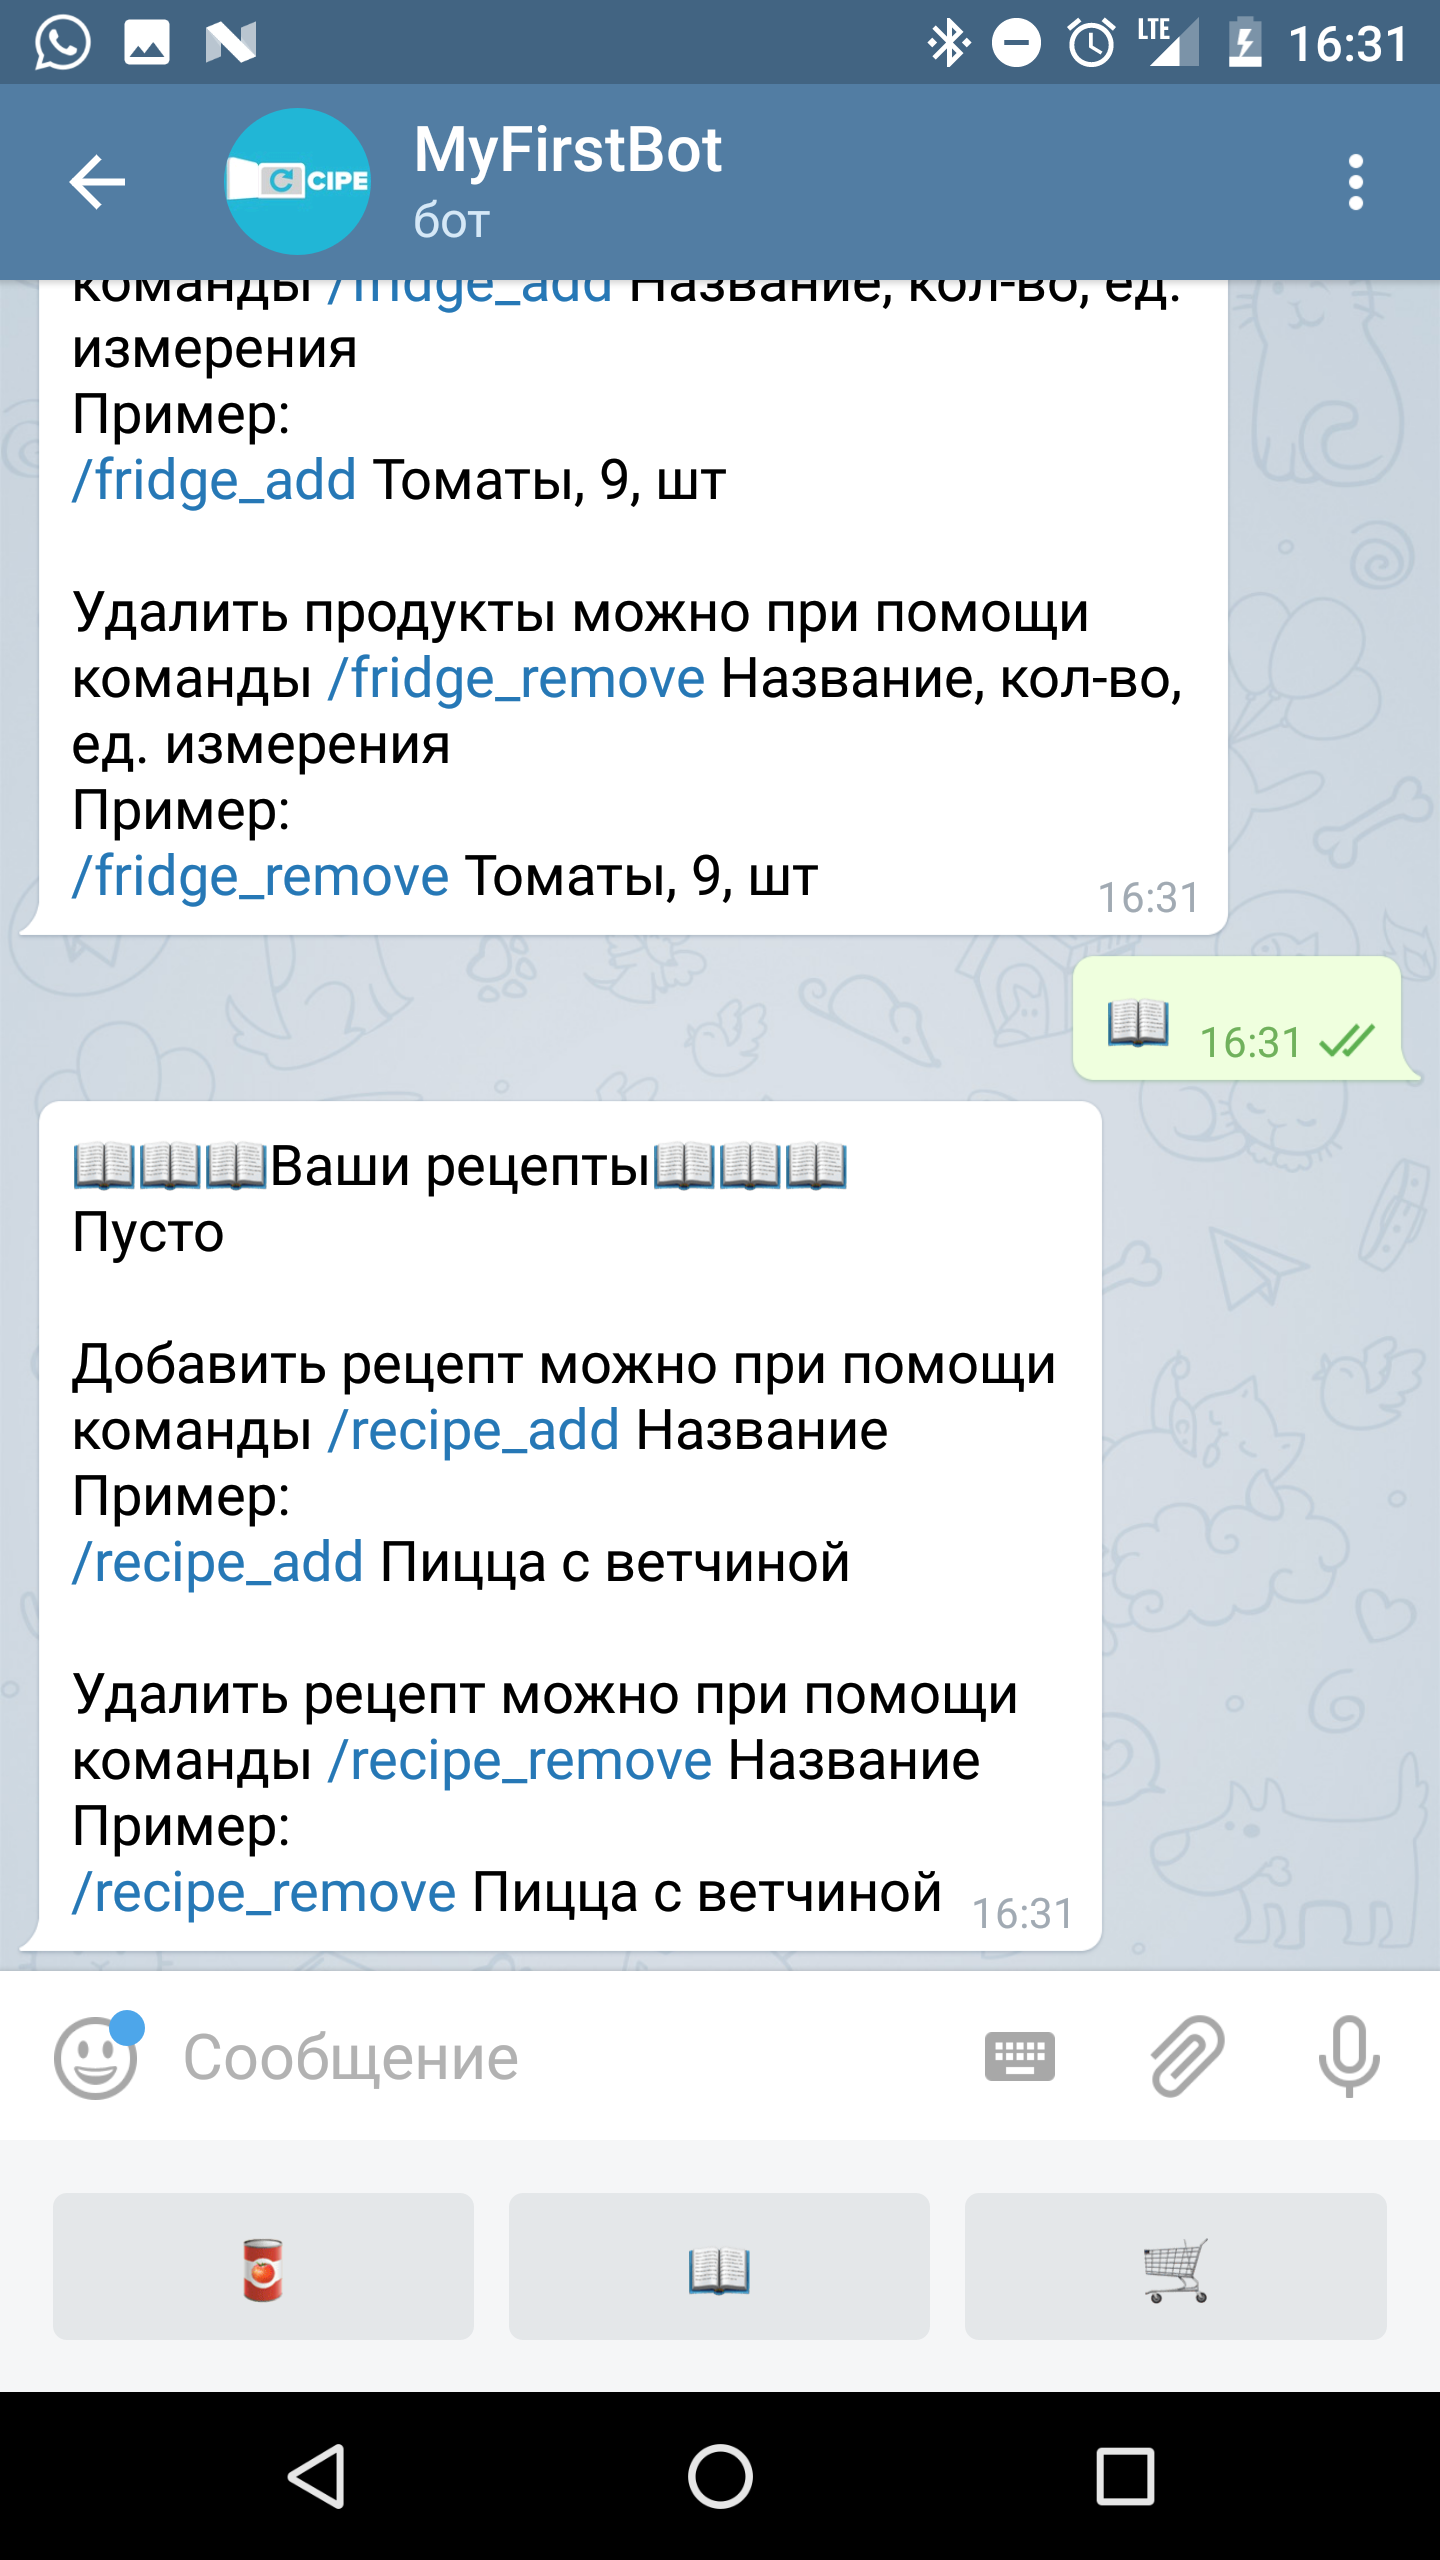 LTE 16:31
CIPE
MyFirstBot
бот
команды /fridge_add Название, кол-во, ед.
измерения
Пример:
/fridge_add Томаты, 9, шт
Удалить продукты можно при помощи
команды /fridge_remove Название, кол-во,
ед. измерения
Пример:
/fridge_remove Томаты, 9, шт
16:31
📖 16:31
📖📖📖Ваши рецепты📖📖📖
Пусто
Добавить рецепт можно при помощи
команды /recipe_add Название
Пример:
/recipe_add Пицца с ветчиной
Удалить рецепт можно при помощи
команды /recipe_remove Название
Пример:
/recipe_remove Пицца с ветчиной
16:31
Сообщение